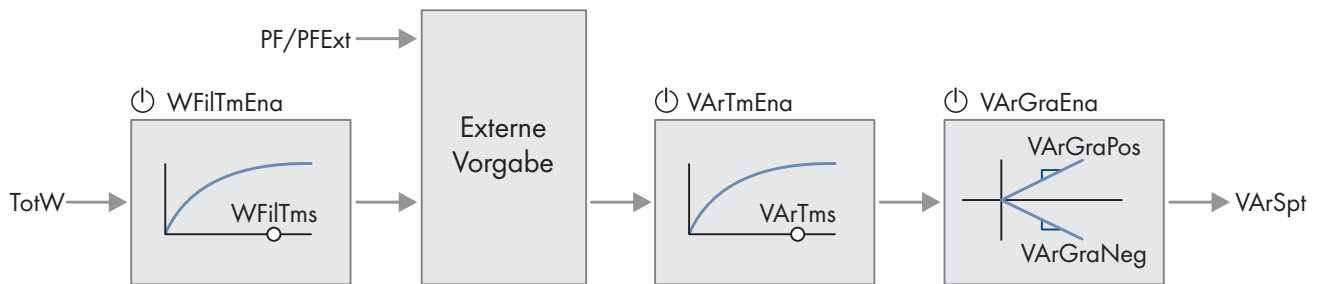 PF/PFExt
WFilTmEna
VArTmEna
VArGraEna
Externe
Vorgabe
VArGraPos
TotW
WFilTms
VArTms
VArSpt
VArGraNeg